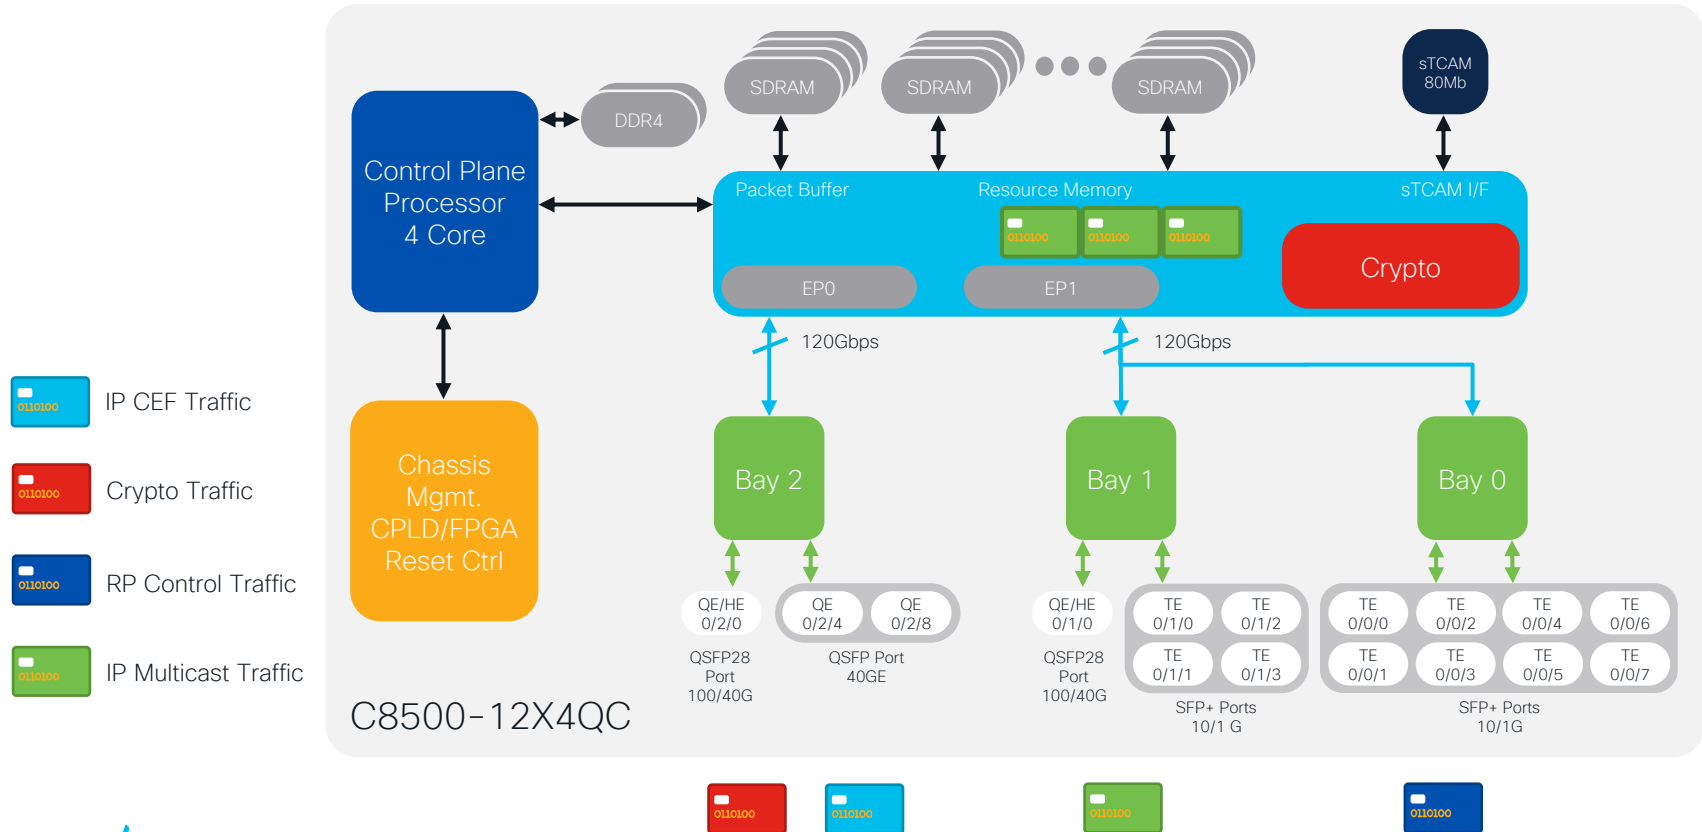 SDRAM
SDRAM
SDRAM
sTCAM
80Mb
DDR4
Control Plane
Processor
4 Core
Packet Buffer
Resource Memory
sTCAM I/F
0110100
0110100
0110100
Crypto
EP0
EP1
120Gbps
120Gbps
0110100
IP CEF Traffic
0110100
Crypto Traffic
0110100
RP Control Traffic
0110100
IP Multicast Traffic
Chassis
Mgmt.
CPLD/FPGA
Reset Ctrl
Bay 2
Bay 1
Bay 0
QE/HE
0/2/0
QE
0/2/4
QE
0/2/8
QSFP28
Port
100/40G
QSFP Port
40GE
QE/HE
0/1/0
QSFP28
Port
100/40G
TE
0/1/0
TE
0/1/2
TE
0/1/1
TE
0/1/3
SFP+ Ports
10/1 G
TE
0/0/0
TE
0/0/2
TE
0/0/4
TE
0/0/6
TE
0/0/1
TE
0/0/3
TE
0/0/5
TE
0/0/7
SFP+ Ports
10/1G
C8500-12X4QC
0110100
0110100
0110100
0110100